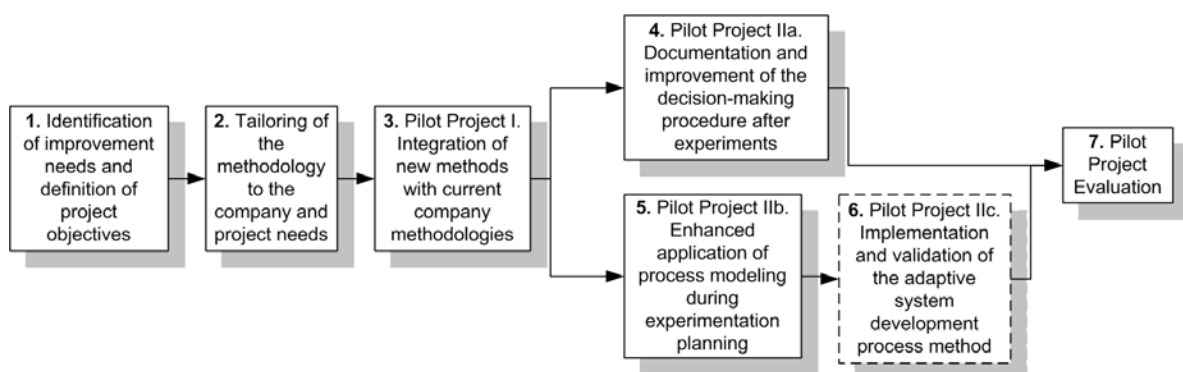 1. Identification
of improvement
needs and
definition of
project
objectives
2. Tailoring of
the
methodology
to the
company and
project needs
3. Pilot Project I.
Integration of
new methods
with current
company
methodologies
4. Pilot Project IIa.
Documentation and
improvement of the
decision-making
procedure after
experiments
5. Pilot Project IIb.
Enhanced
application of
process modeling
during
experimentation
planning
6. Pilot Project IIc.
Implementation
and validation of
the adaptive
system
development
process method
7. Pilot
Project
Evaluation